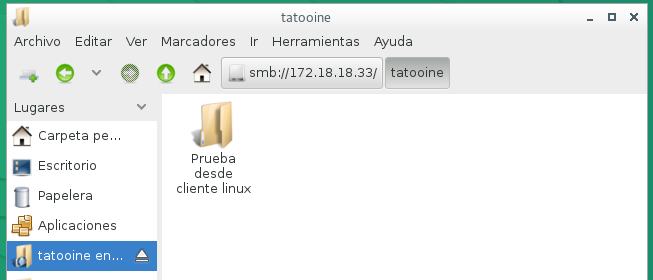 tatooine
Archivo Editar Ver Marcadores Ir Herramientas Ayuda
smb://172.18.18.33/ tatooine
Lugares
Carpeta pe...
Escritorio
Papelera
Aplicaciones
tatooine en...
Prueba
desde
cliente linux